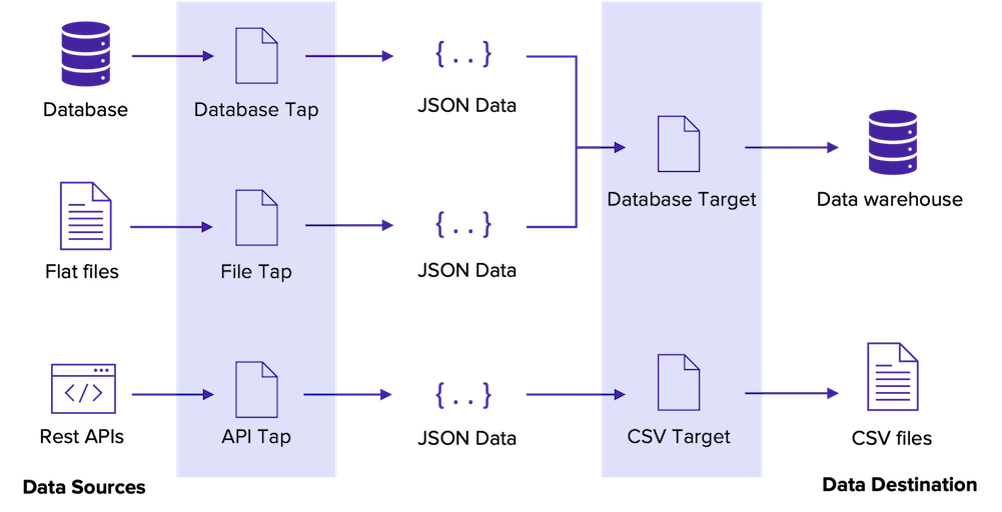 {..}
Database
Database Tap
JSON Data
Database Target
Data warehouse
{..}
Flat files
File Tap
JSON Data
</>
{..}
Rest APIs
API Tap
JSON Data
CSV Target
CSV files
Data Sources
Data Destination